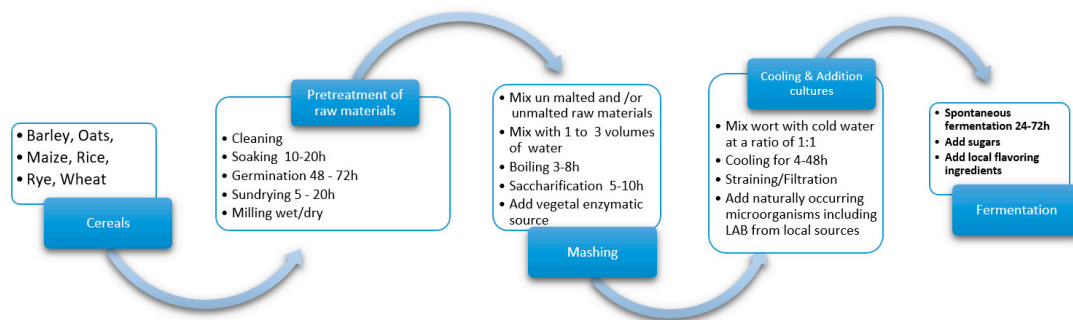 • Barley, Oats,
• Maize, Rice,
• Rye, Wheat
Cereals
Pretreatment of
raw materials
• Cleaning
• Soaking 10-20h
• Germination 48 - 72h
• Sundrying 5 - 20h
• Milling wet/dry
• Mix un malted and /or
unmalted raw materials
• Mix with 1 to 3 volumes
of water
• Boiling 3-8h
• Saccharification 5-10h
• Add vegetal enzymatic
source
Mashing
Cooling & Addition
cultures
• Mix wort with cold water
at a ratio of 1:1
• Cooling for 4-48h
• Straining/Filtration
• Add naturally occurring
microorganisms including
LAB from local sources
• Spontaneous
fermentation 24-72h
• Add sugars
• Add local flavoring
ingredients
Fermentation